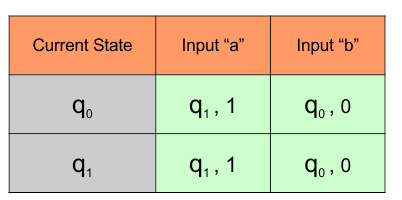 Current State Input “a” Input “b”
q₀ q₁ , 1 q₀ , 0
q₁ q₁ , 1 q₀ , 0